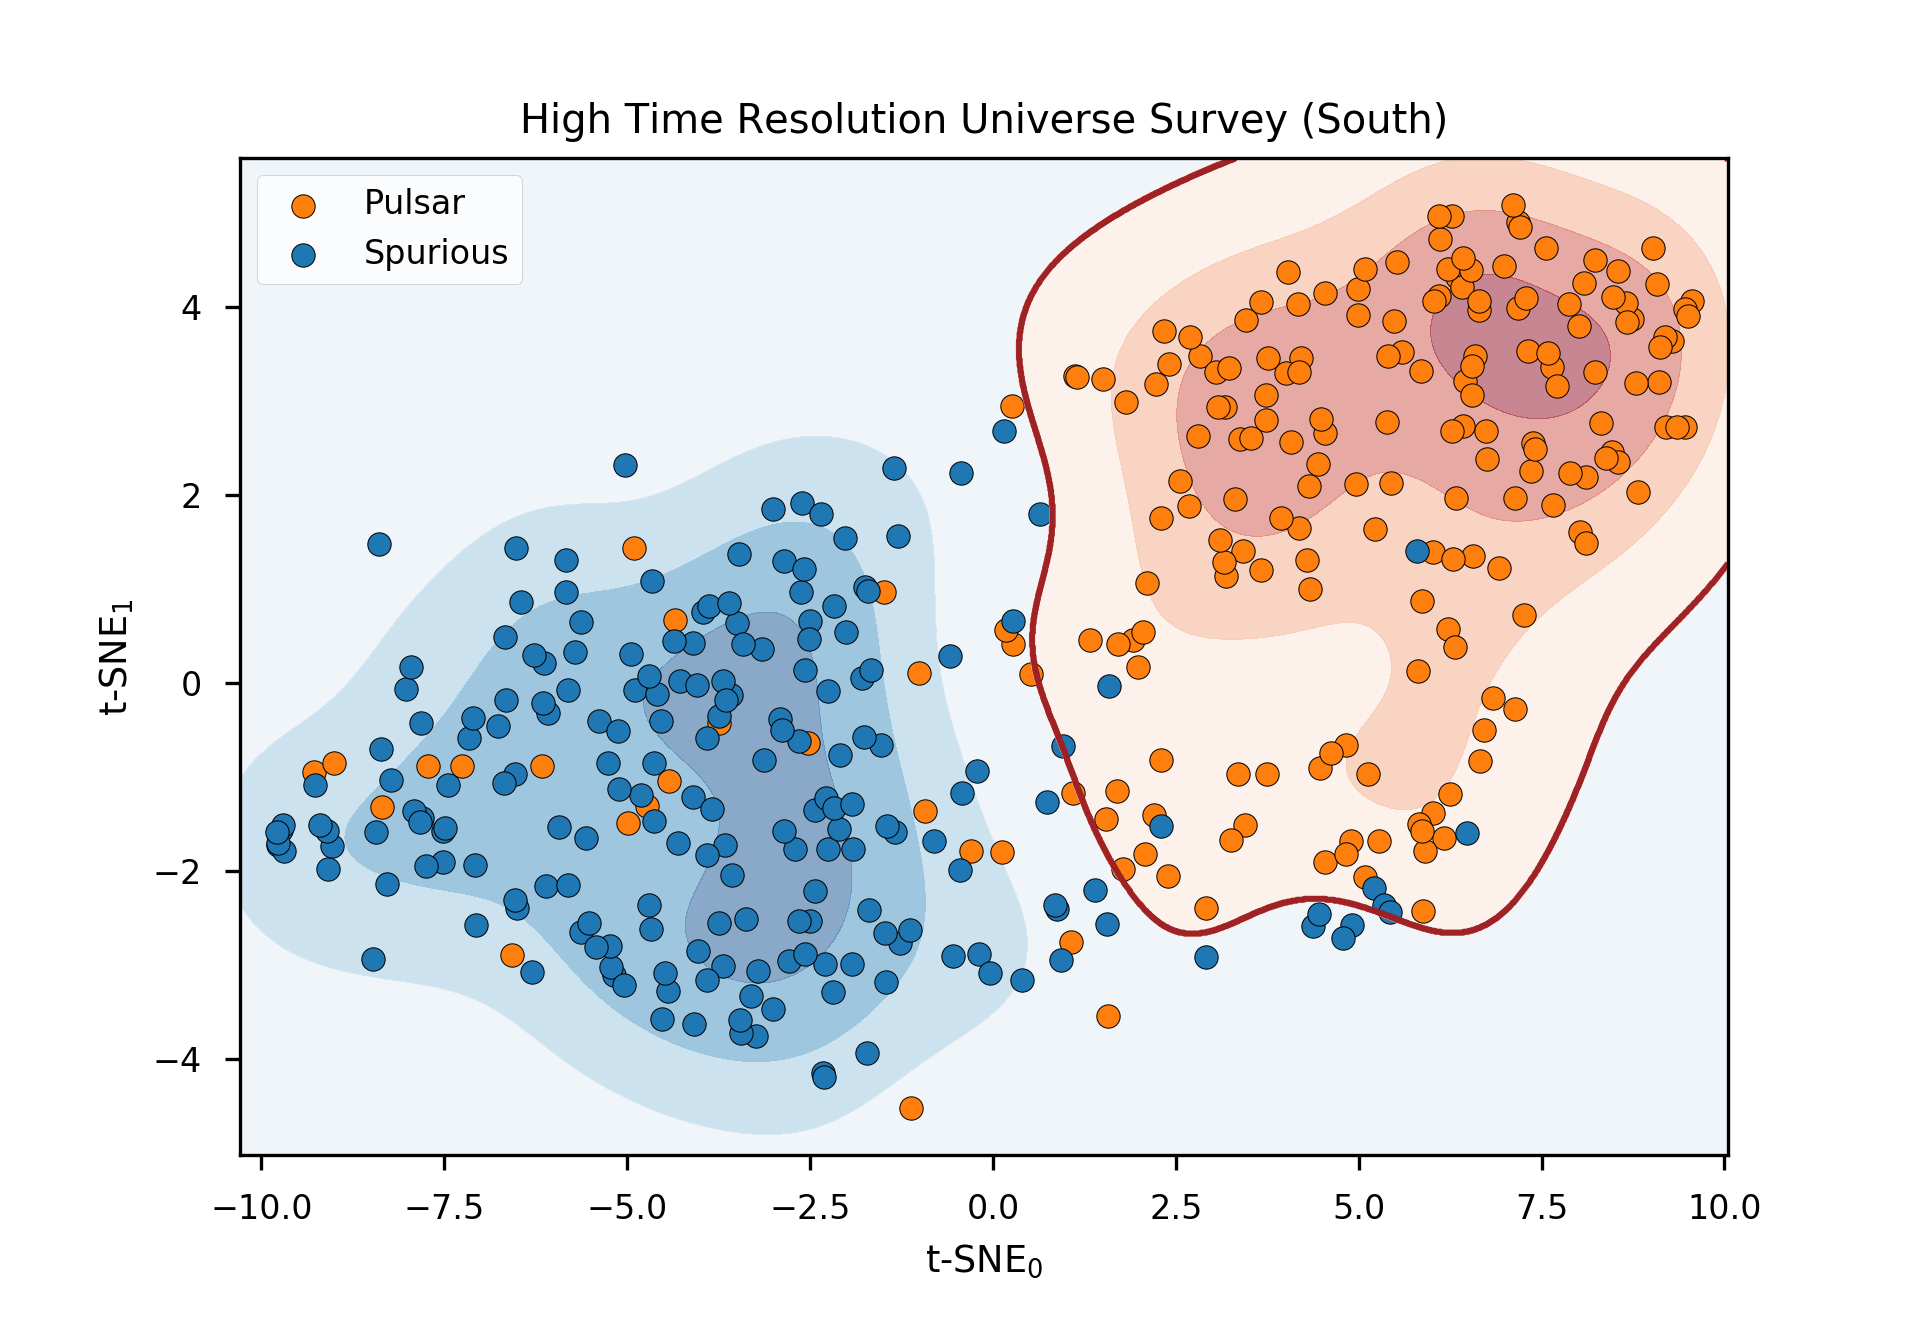 High Time Resolution Universe Survey (South)
Pulsar
Spurious
4
2
0
−2
−4
t-SNE₁
−10.0 −7.5 −5.0 −2.5 0.0 2.5 5.0 7.5 10.0
t-SNE₀